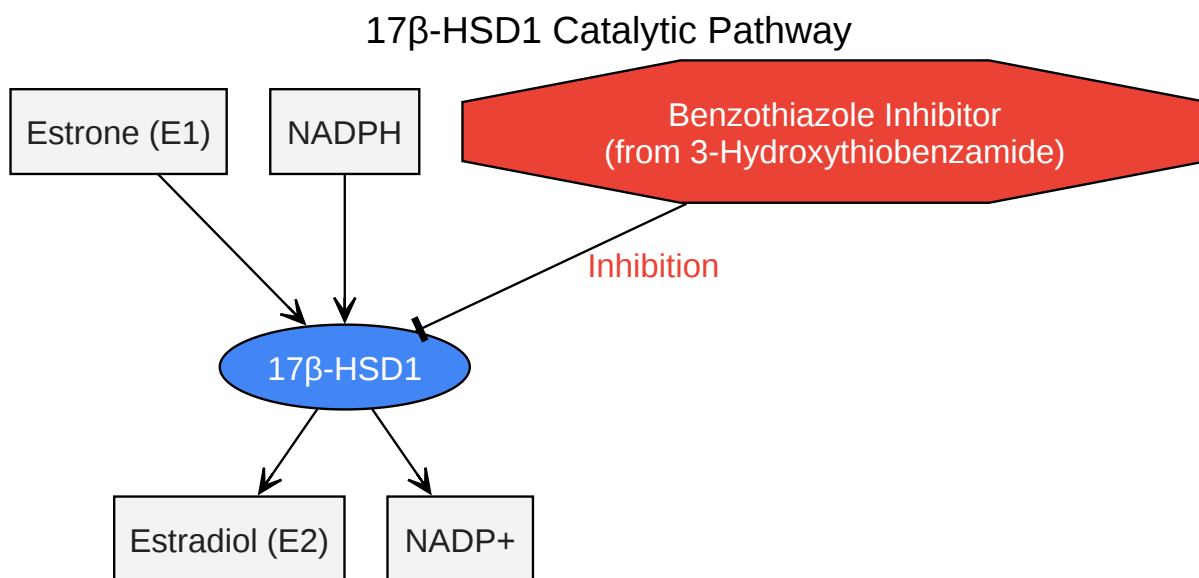 17β-HSD1 Catalytic Pathway
Estrone (E1)
NADPH
Benzothiazole Inhibitor
(from 3-Hydroxythiobenzamide)
Inhibition
17β-HSD1
Estradiol (E2)
NADP+